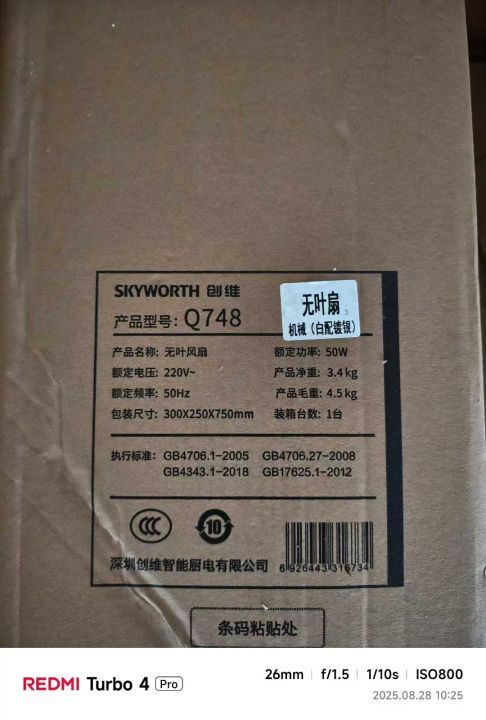 SKYWORTH 创维
产品型号: Q748
无叶扇
机械（白配镀银）
产品名称: 无叶风扇 额定功率: 50W
额定电压: 220V~ 产品净重: 3.4kg
额定频率: 50Hz 产品毛重: 4.5kg
包装尺寸: 300X250X750mm 装箱台数: 1台
执行标准: GB4706.1-2005 GB4706.27-2008
GB4343.1-2018 GB17625.1-2012
CCC 10
深圳创维智能厨电有限公司 6926443316734
条码粘贴处
REDMI Turbo 4 Pro 26mm | f/1.5 | 1/10s | ISO800
2025.08.28 10:25